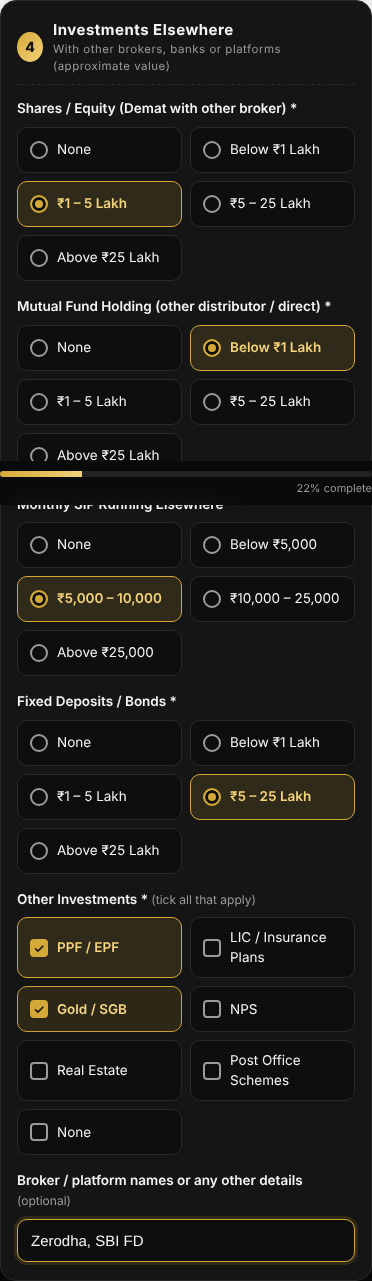 4
Investments Elsewhere
With other brokers, banks or platforms
(approximate value)
Shares / Equity (Demat with other broker) *
None
Below ₹1 Lakh
₹1 – 5 Lakh
₹5 – 25 Lakh
Above ₹25 Lakh
Mutual Fund Holding (other distributor / direct) *
None
Below ₹1 Lakh
₹1 – 5 Lakh
₹5 – 25 Lakh
Above ₹25 Lakh
22% complete
Monthly SIP Running Elsewhere
None
Below ₹5,000
₹5,000 – 10,000
₹10,000 – 25,000
Above ₹25,000
Fixed Deposits / Bonds *
None
Below ₹1 Lakh
₹1 – 5 Lakh
₹5 – 25 Lakh
Above ₹25 Lakh
Other Investments * (tick all that apply)
PPF / EPF
LIC / Insurance
Plans
Gold / SGB
NPS
Real Estate
Post Office
Schemes
None
Broker / platform names or any other details
(optional)
Zerodha, SBI FD